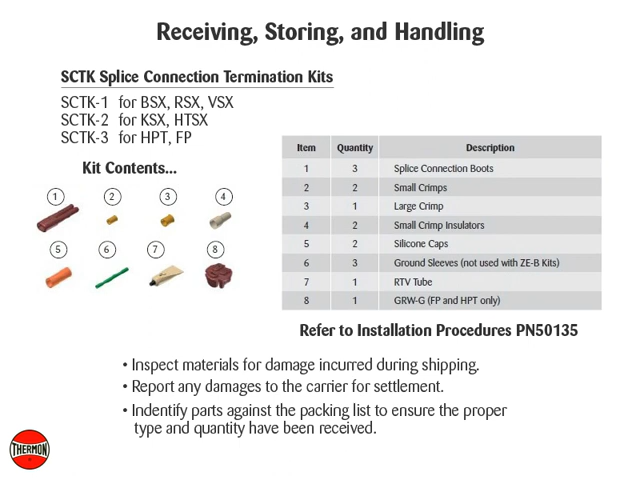 Receiving, Storing, and Handling
SCTK Splice Connection Termination Kits
SCTK-1 for BSX, RSX, VSX
SCTK-2 for KSX, HTSX
SCTK-3 for HPT, FP
Kit Contents...
1 2 3 4
5 6 7 8
Item Quantity Description
1 3 Splice Connection Boots
2 2 Small Crimps
3 1 Large Crimp
4 2 Small Crimp Insulators
5 2 Silicone Caps
6 3 Ground Sleeves (not used with ZE-B Kits)
7 1 RTV Tube
8 1 GRW-G (FP and HPT only)
Refer to Installation Procedures PN50135
• Inspect materials for damage incurred during shipping.
• Report any damages to the carrier for settlement.
• Indentify parts against the packing list to ensure the proper
type and quantity have been received.
THERMON